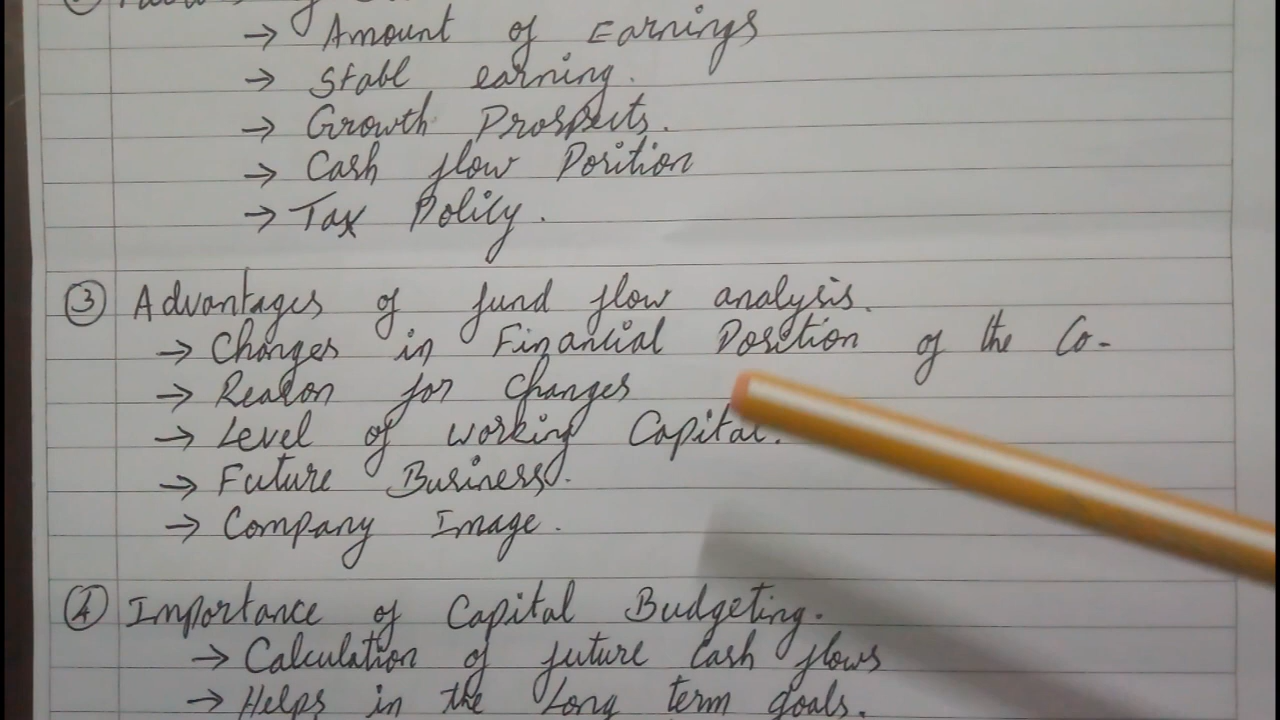 → Amount of Earnings
→ Stabl earning.
→ Growth Prospects.
→ Cash flow Position
→ Tax Policy.
③ Advantages of fund flow analysis.
→ Changes in Financial Position of the Co-
→ Reason for Changes
→ Level of working Capital.
→ Future Business.
→ Company Image.
④ Importance of Capital Budgeting.
→ Calculation of future Cash flows
→ Helps in the Long term goals.